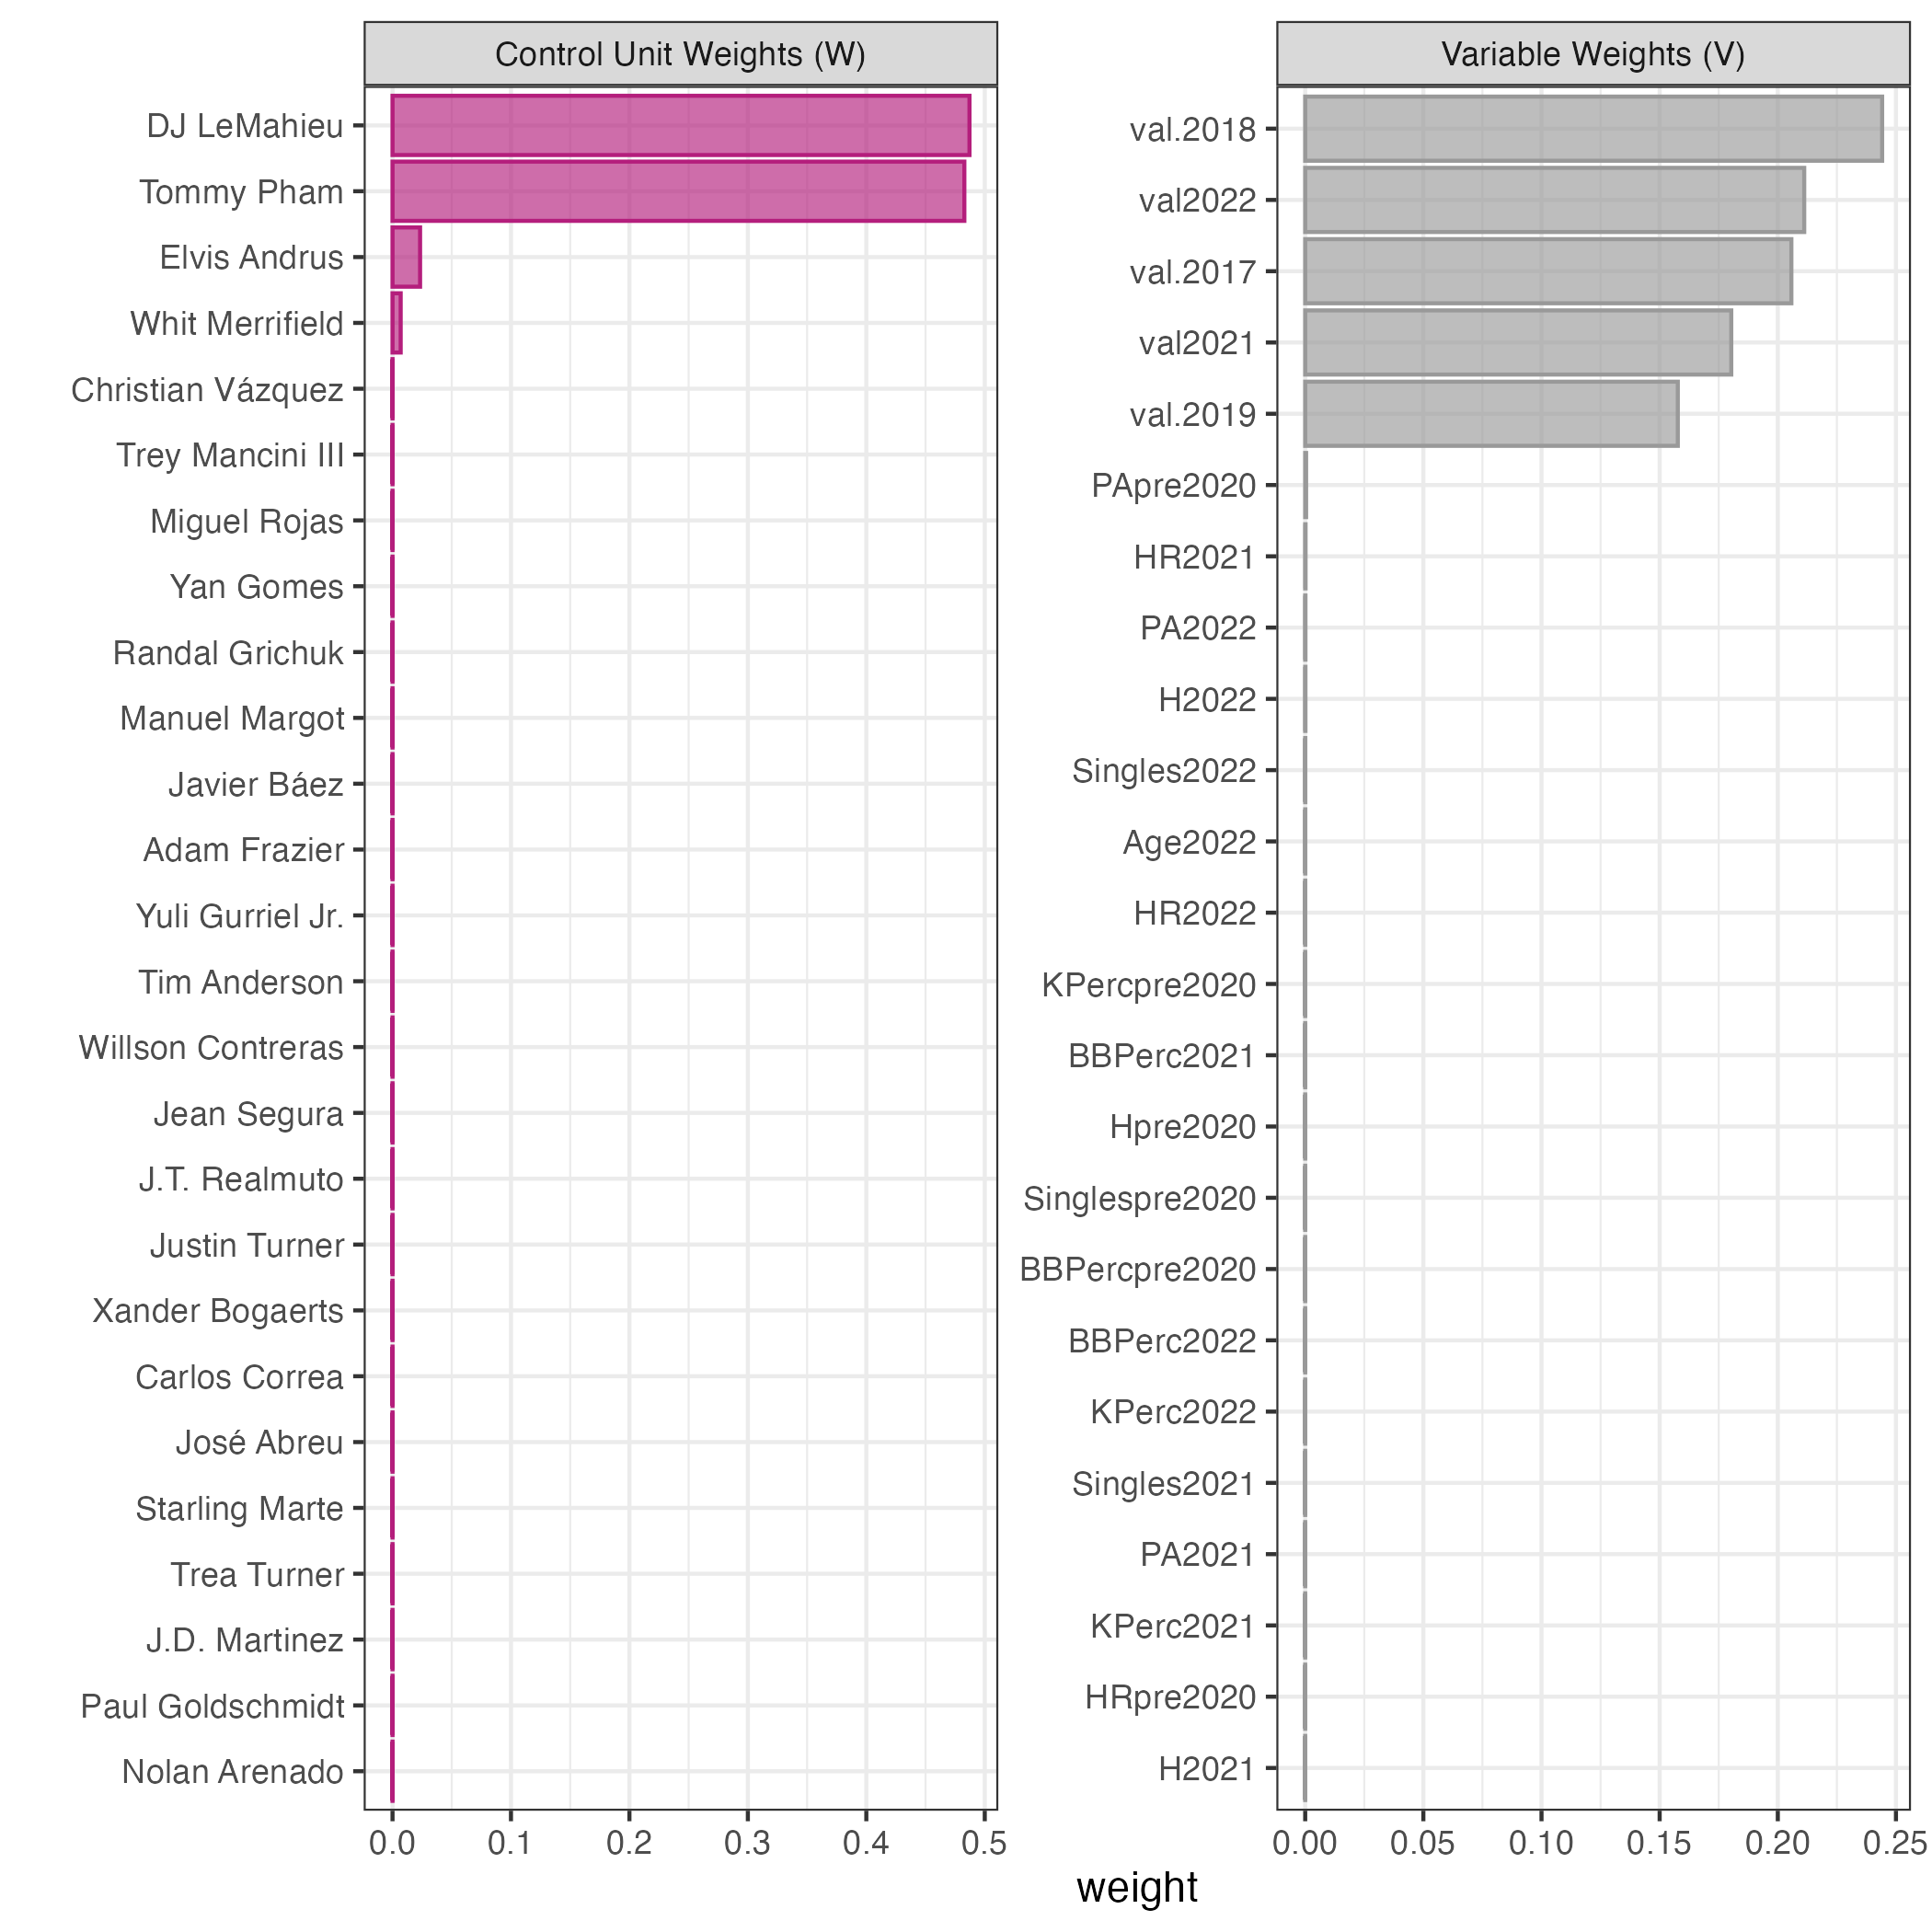 Control Unit Weights (W)
DJ LeMahieu
Tommy Pham
Elvis Andrus
Whit Merrifield
Christian Vázquez
Trey Mancini III
Miguel Rojas
Yan Gomes
Randal Grichuk
Manuel Margot
Javier Báez
Adam Frazier
Yuli Gurriel Jr.
Tim Anderson
Willson Contreras
Jean Segura
J.T. Realmuto
Justin Turner
Xander Bogaerts
Carlos Correa
José Abreu
Starling Marte
Trea Turner
J.D. Martinez
Paul Goldschmidt
Nolan Arenado
0.0 0.1 0.2 0.3 0.4 0.5
Variable Weights (V)
val.2018
val2022
val.2017
val2021
val.2019
PApre2020
HR2021
PA2022
H2022
Singles2022
Age2022
HR2022
KPercpre2020
BBPerc2021
Hpre2020
Singlespre2020
BBPercpre2020
BBPerc2022
KPerc2022
Singles2021
PA2021
KPerc2021
HRpre2020
H2021
0.00 0.05 0.10 0.15 0.20 0.25
weight